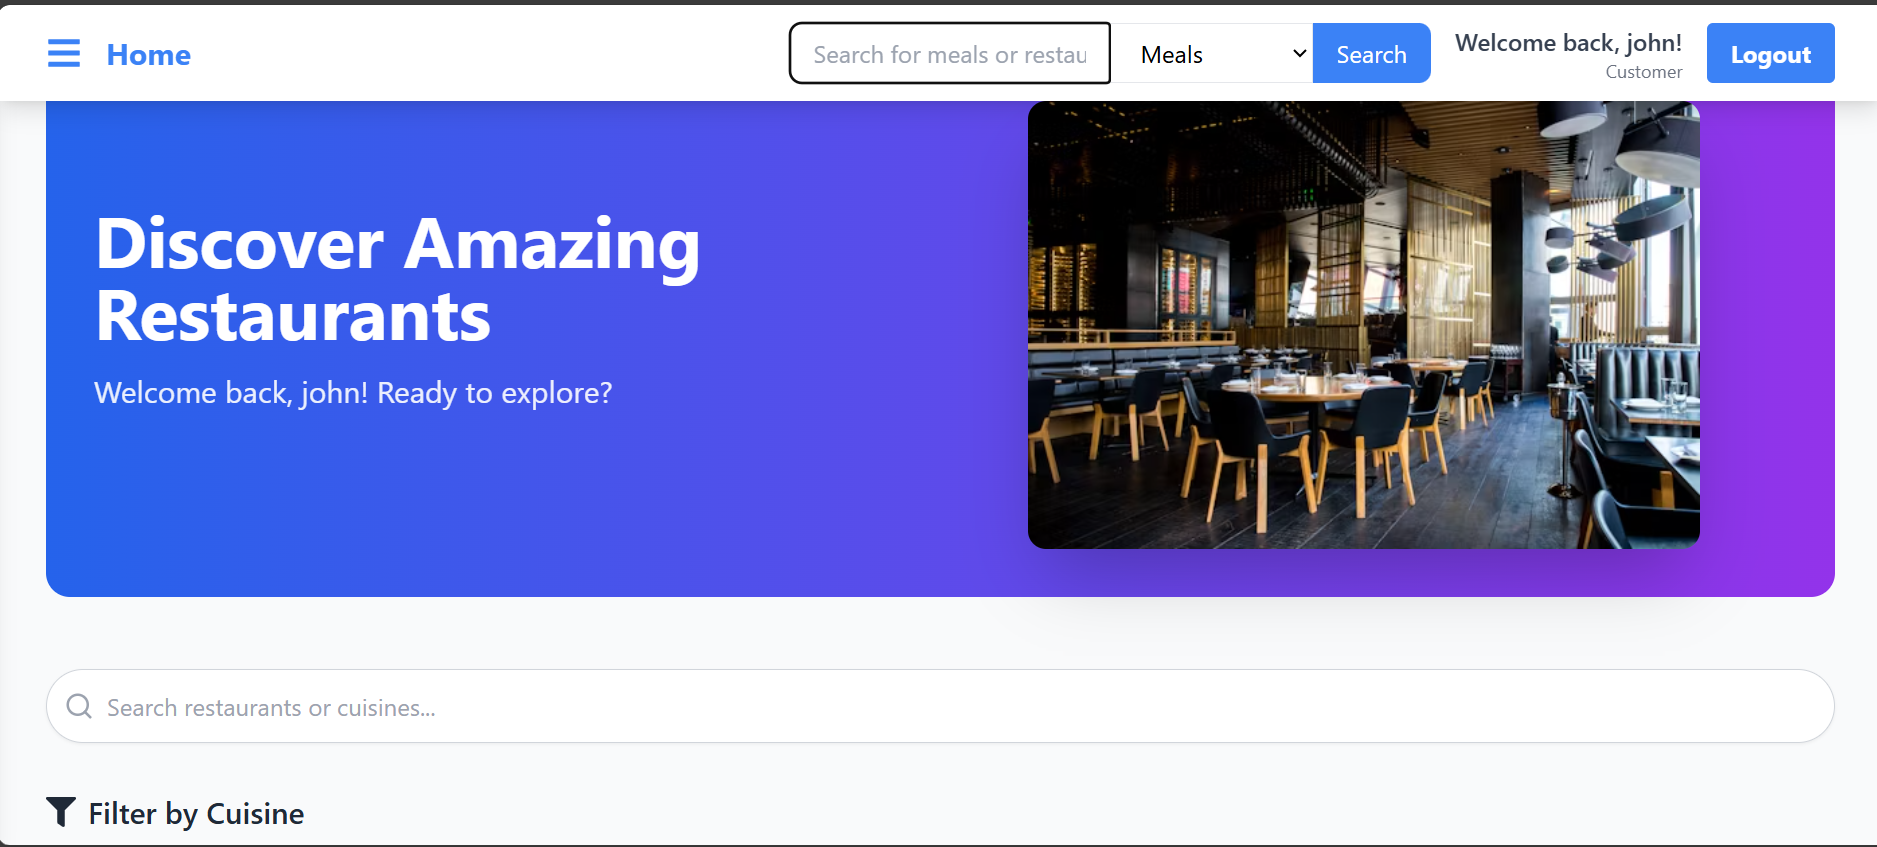 Home
Search for meals or restau
Meals
Search
Welcome back, john!
Customer
Logout
Discover Amazing
Restaurants
Welcome back, john! Ready to explore?
Search restaurants or cuisines...
Filter by Cuisine